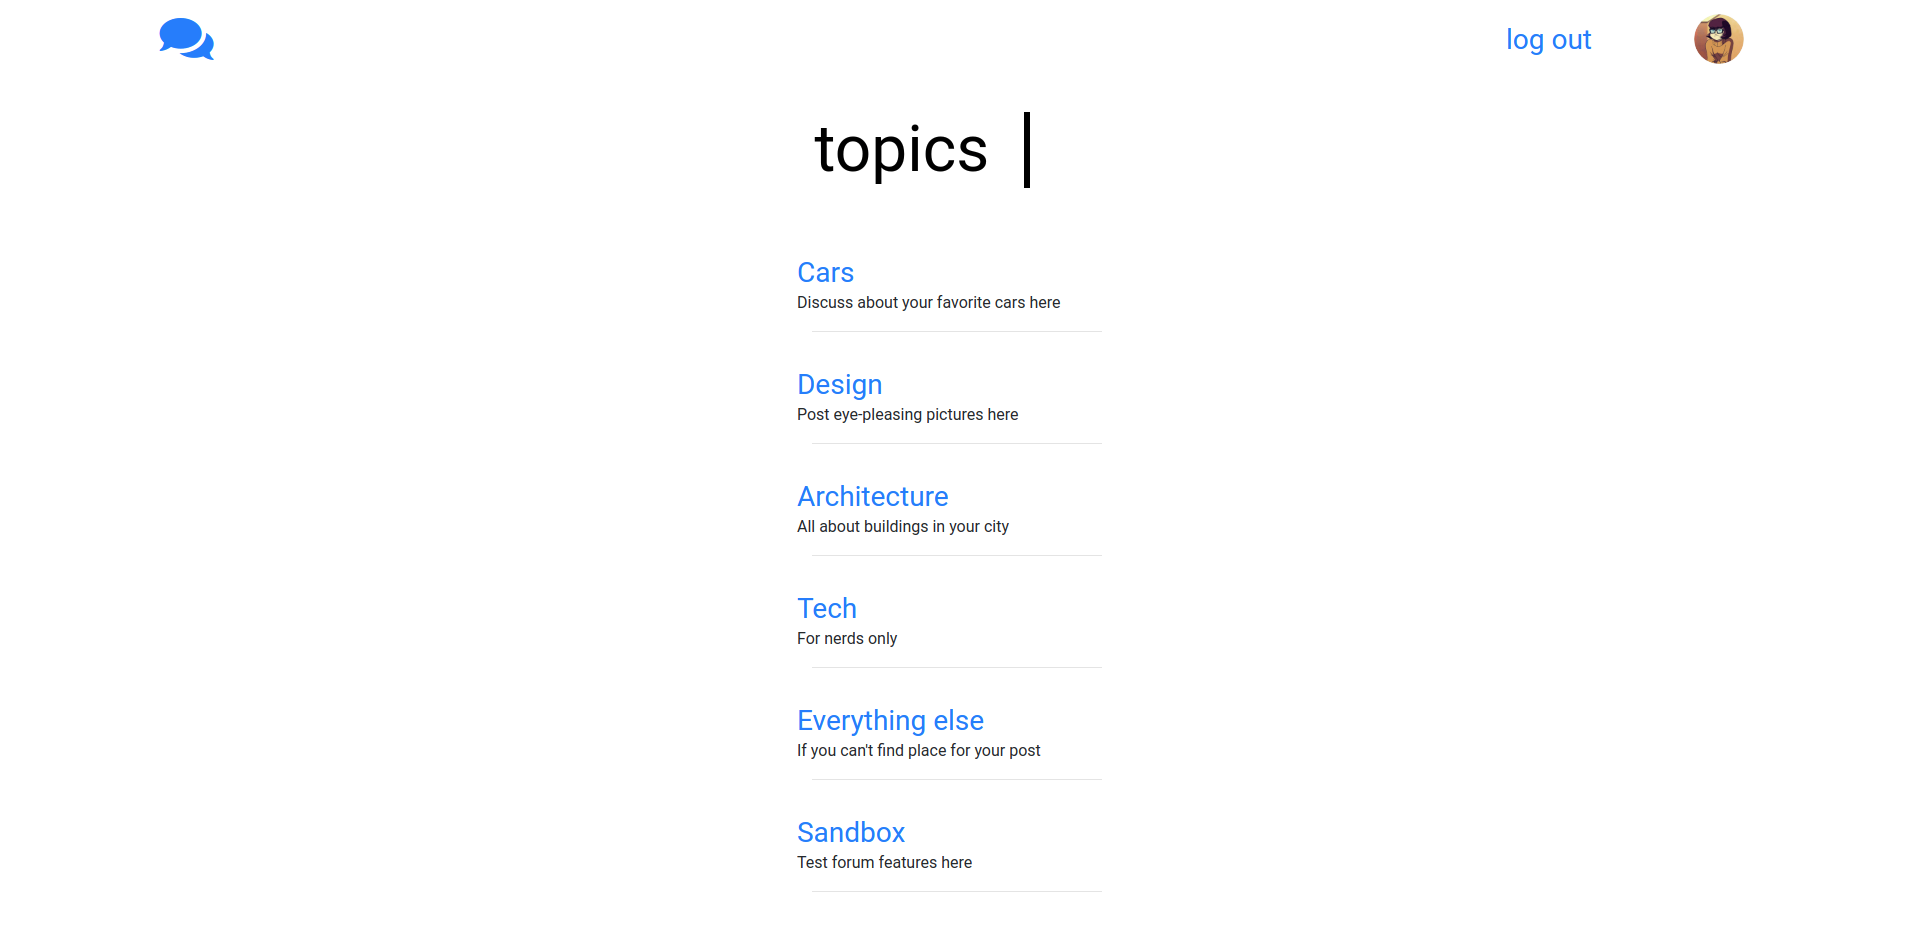 log out
topics
Cars
Discuss about your favorite cars here
Design
Post eye-pleasing pictures here
Architecture
All about buildings in your city
Tech
For nerds only
Everything else
If you can't find place for your post
Sandbox
Test forum features here